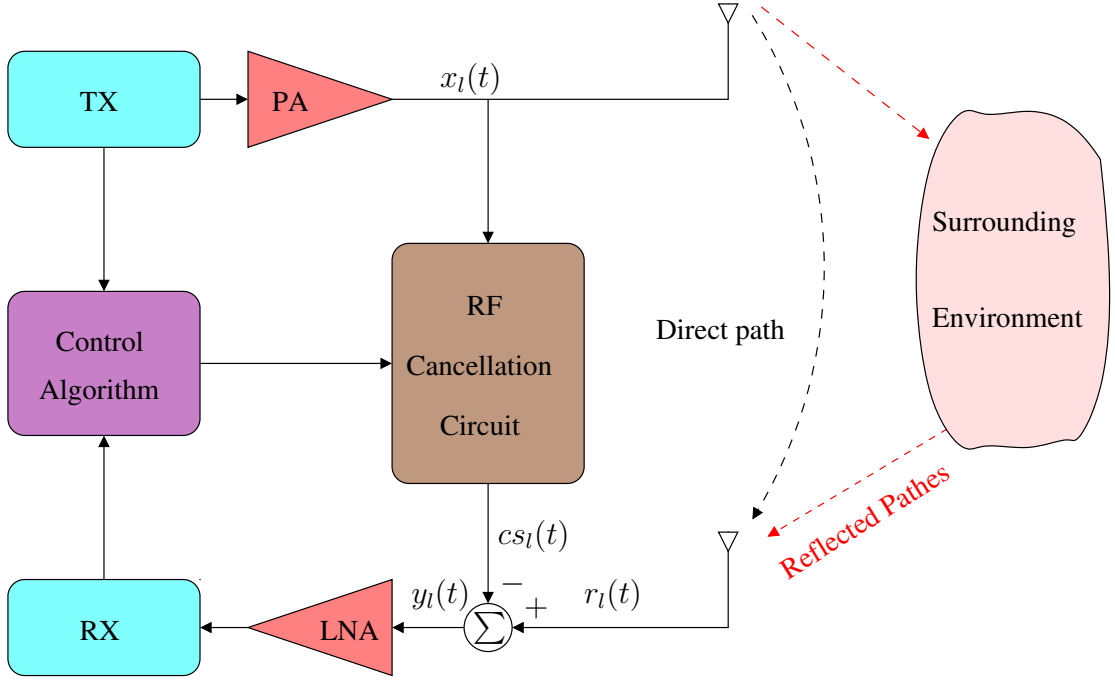 TX
PA
x_l(t)
Surrounding
Environment
RF
Cancellation
Circuit
Direct path
Control
Algorithm
cs_l(t)
Reflected Pathes
−
+
r_l(t)
y_l(t)
∑
LNA
RX